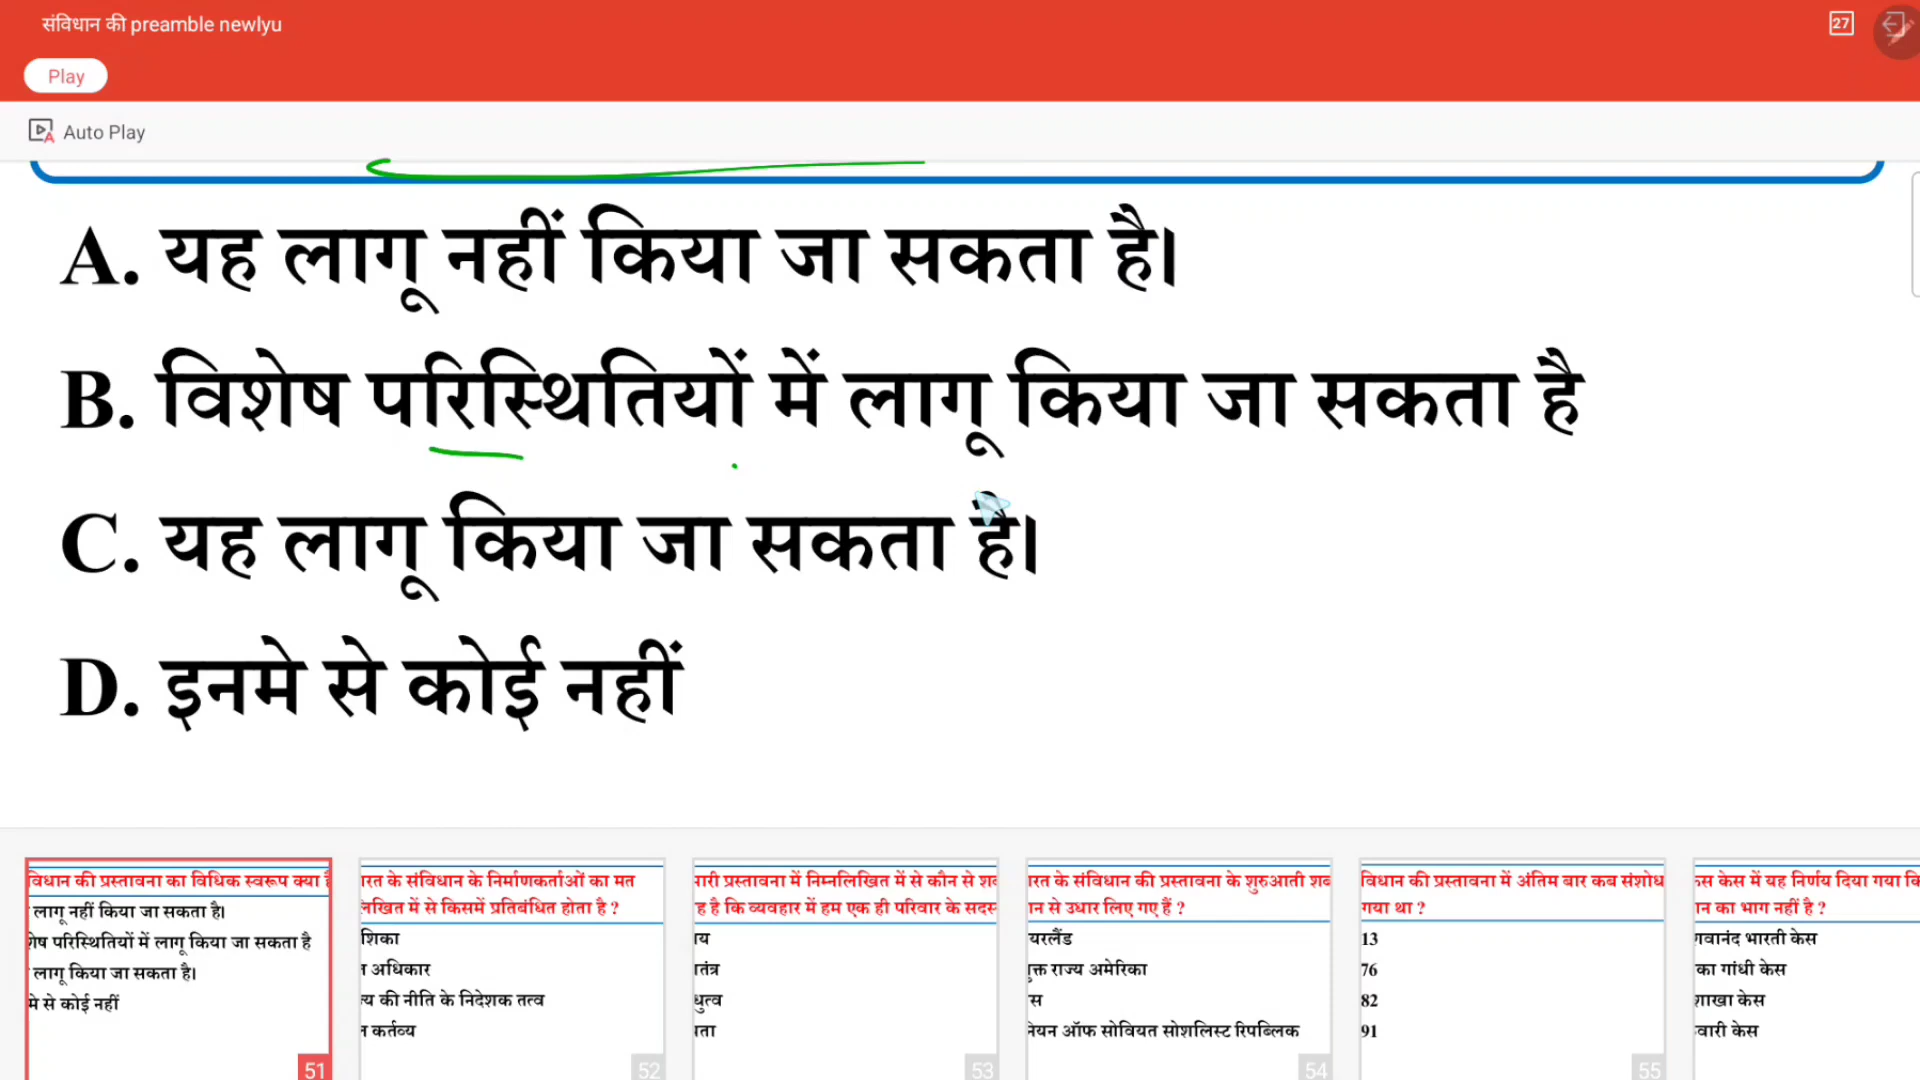 संविधान की preamble newlyu
27
Play
Auto Play
A. यह लागू नहीं किया जा सकता है।
B. विशेष परिस्थितियों में लागू किया जा सकता है
C. यह लागू किया जा सकता है।
D. इनमे से कोई नहीं
विधान की प्रस्तावना का विधिक स्वरूप क्या
लागू नहीं किया जा सकता है।
परिस्थितियों में लागू किया जा सकता है
लागू किया जा सकता है।
मे से कोई नहीं
51
रत के संविधान के निर्माणकर्ताओं का मत
लिखित में से किसमें प्रतिबंधित होता है ?
शिका
अधिकार
की नीति के निदेशक तत्व
कर्तव्य
52
प्रस्तावना में निम्नलिखित में से कौन से
है कि व्यवहार में हम एक ही परिवार के
53
रत के संविधान की प्रस्तावना के शुरुआती
से उधार लिए गए हैं ?
यरलैंड
राज्य अमेरिका
स
नियन ऑफ सोवियत सोशलिस्ट रिपब्लिक
54
विधान की प्रस्तावना में अंतिम बार कब संशोध
गया था ?
13
76
82
91
55
केस में यह निर्णय दिया गया कि
का भाग नहीं है ?
वानंद भारती केस
का गांधी केस
शाखा केस
वारी केस